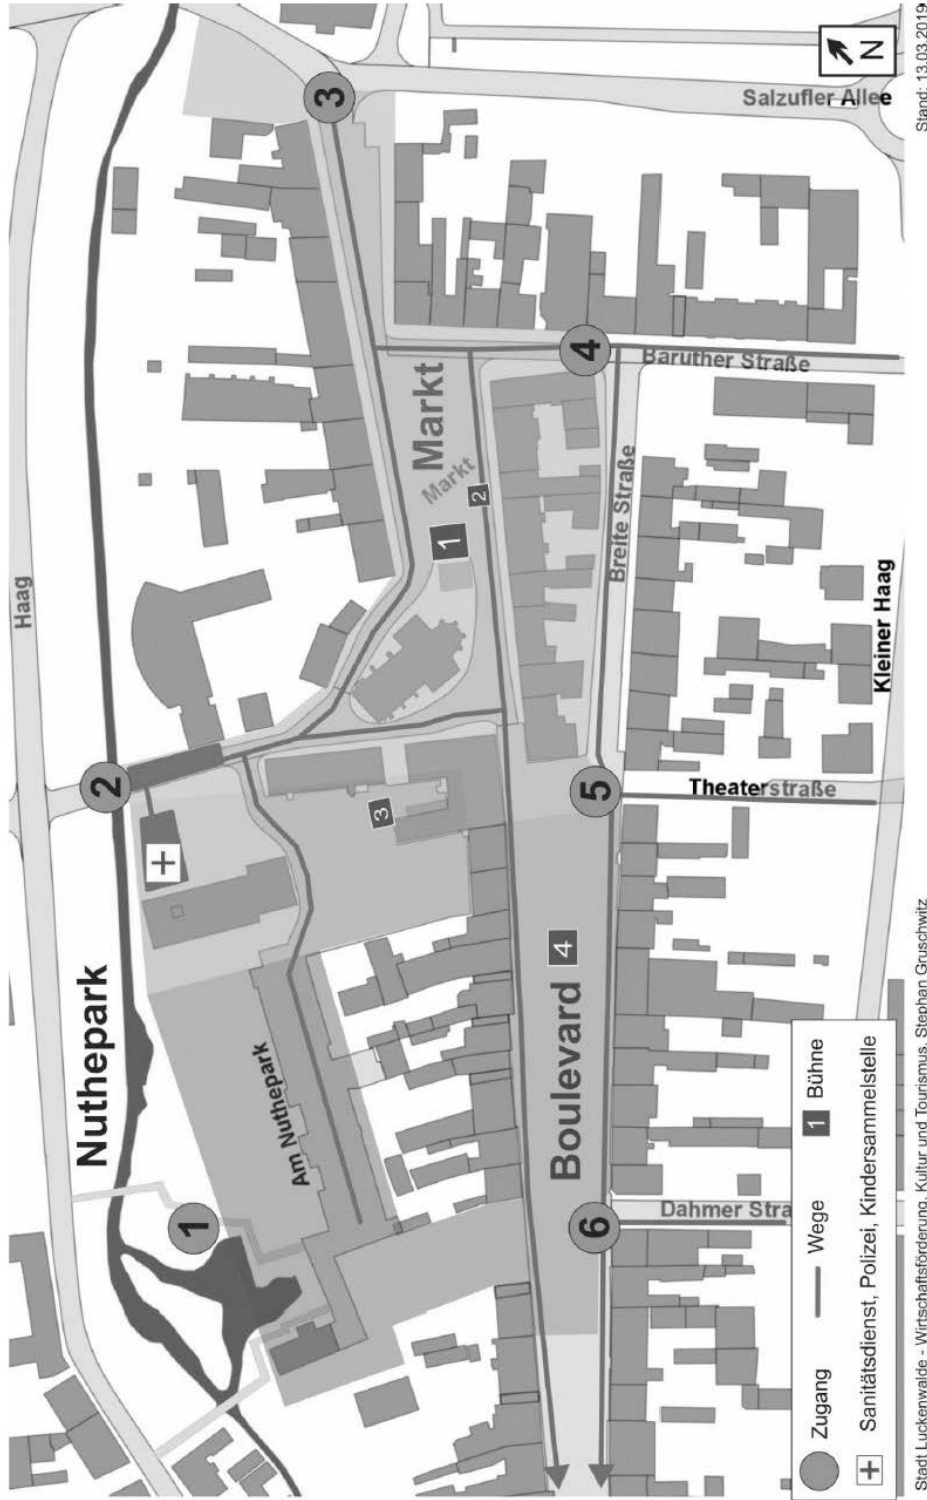 Haag
Nuthepark
1
2
3
Am Nuthepark
3
Markt
Markt
1
2
Boulevard
4
4
5
6
Breite Straße
Baruther Straße
Salzufler Allee
Theaterstraße
Kleiner Haag
Dahmer Stra
N
Zugang
Wege
1 Bühne
+ Sanitätsdienst, Polizei, Kindersammelstelle
Stadt Luckenwalde - Wirtschaftsförderung, Kultur und Tourismus, Stephan Gruschwitz
Stand: 13.03.2019